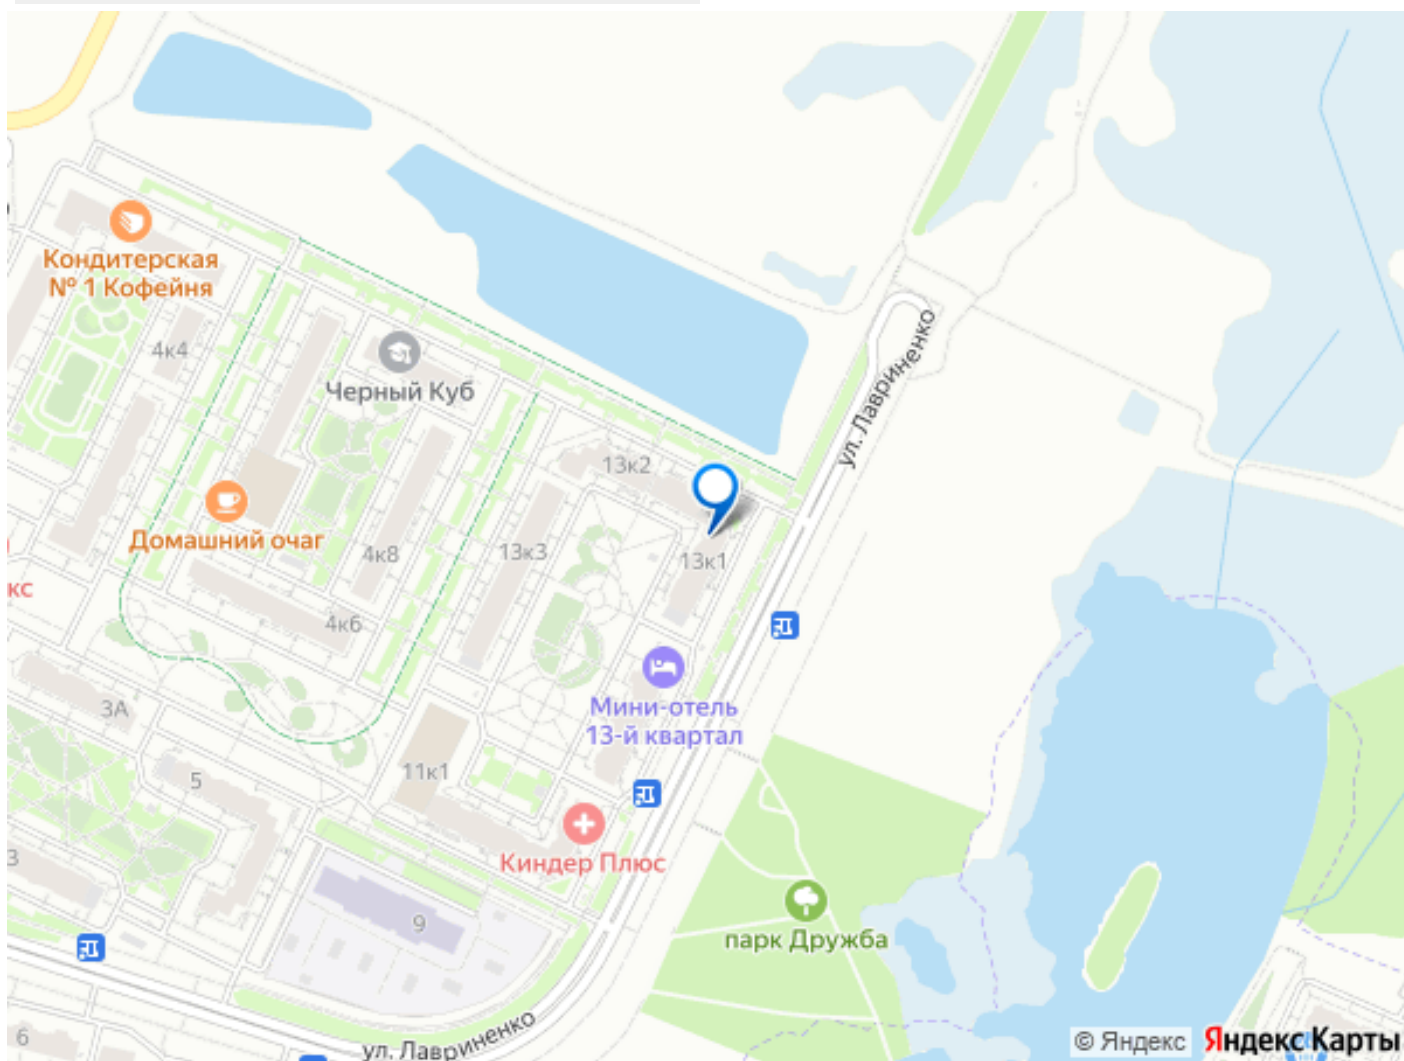 Кондитерская
№ 1 Кофейня
4к4
Черный Куб
ул. Лавриненко
13к2
Домашний очаг
4к8
13к3
13к1
кс
4к6
Мини-отель
13-й квартал
3А
11к1
5
Киндер Плюс
3
9
парк Дружба
6
ул. Лавриненко
© Яндекс Яндекс Карты